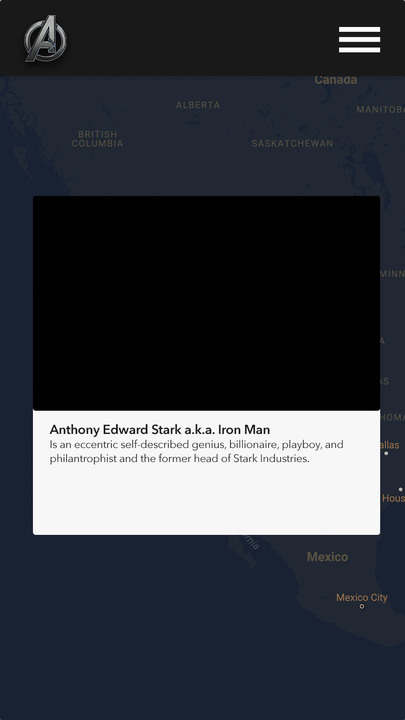 Canada
ALBERTA
MANITOBA
BRITISH
COLUMBIA
SASKATCHEWAN
MINN
A
AS
HOMA
Anthony Edward Stark a.k.a. Iron Man
Is an eccentric self-described genius, billionaire, playboy, and
philantrophist and the former head of Stark Industries.
allas
Hous
Mexico
Mexico City